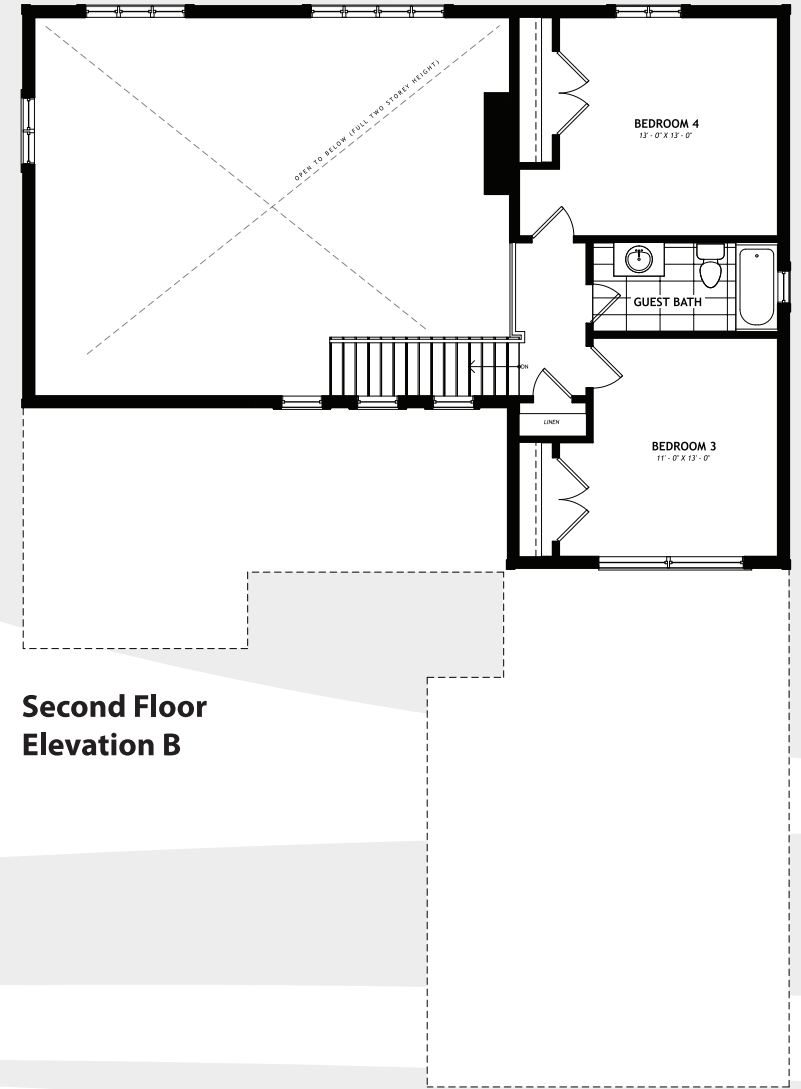 OPEN TO BELOW (FULL TWO STOREY HEIGHT)
BEDROOM 4
13' - 0" X 13' - 0"
GUEST BATH
DN
LINEN
BEDROOM 3
11' - 0" X 13' - 0"
Second Floor
Elevation B